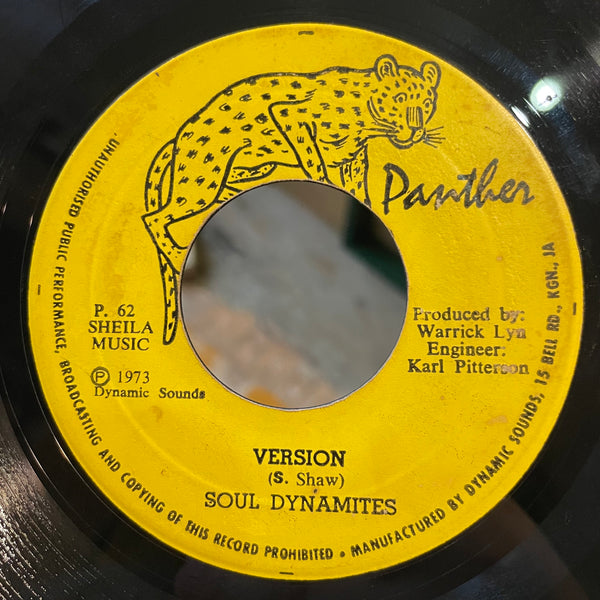 Panther
P. 62
SHEILA
MUSIC
Ⓟ 1973
Dynamic Sounds
Produced by:
Warrick Lyn
Engineer:
Karl Pitterson
VERSION
(S. Shaw)
SOUL DYNAMITES
UNAUTHORISED PUBLIC PERFORMANCE, BROADCASTING AND COPYING OF THIS RECORD PROHIBITED • MANUFACTURED BY DYNAMIC SOUNDS, 15 BELL RD., KGN., JA